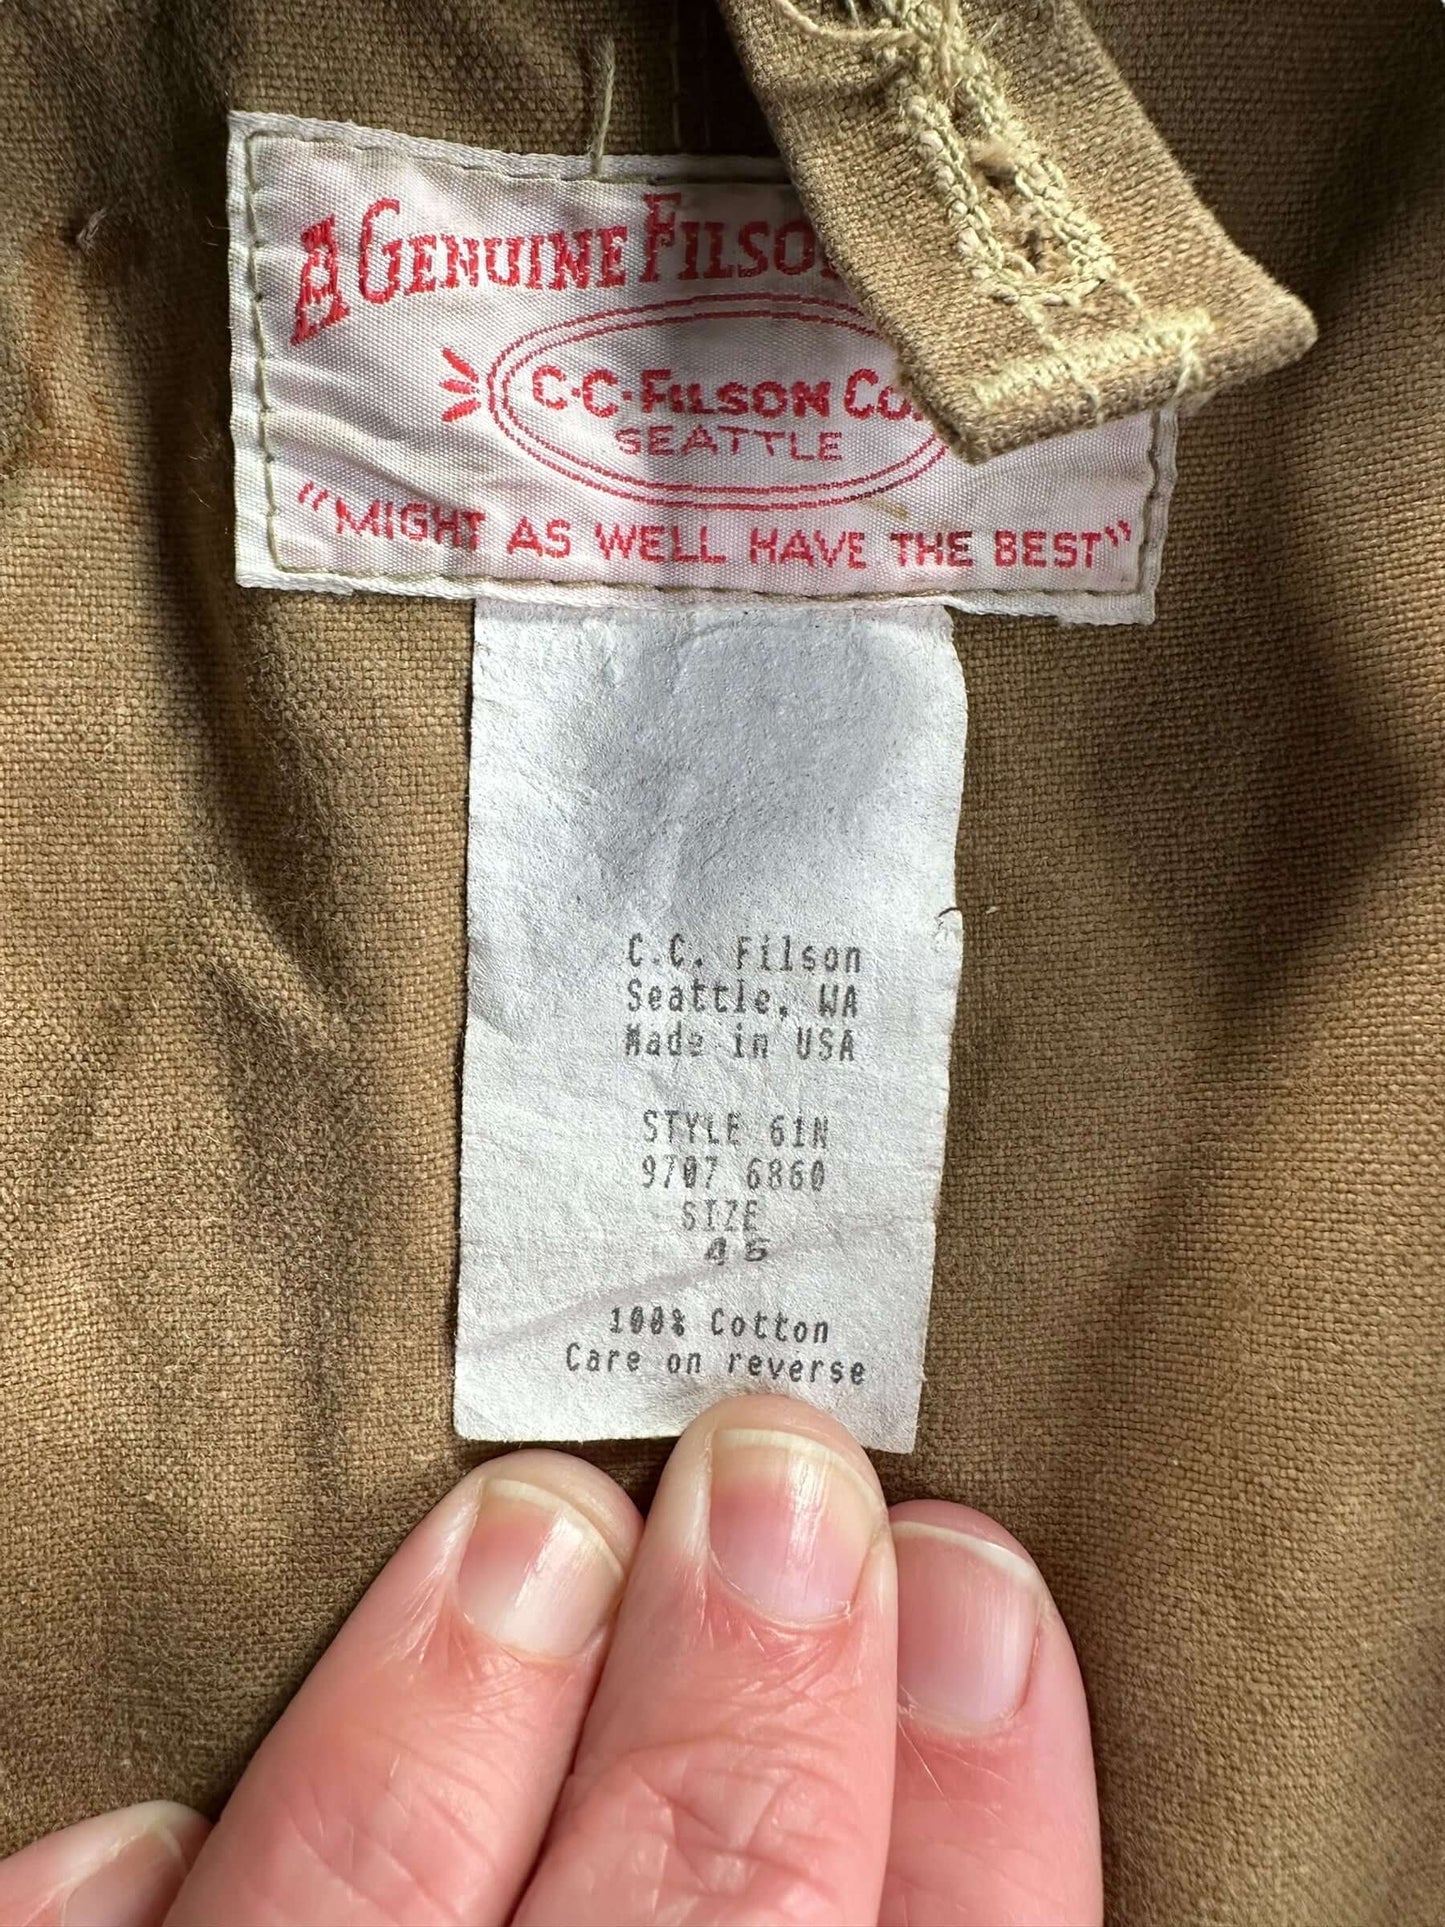 A GENUINE FILSO
C·C·FILSON CO.
SEATTLE
"MIGHT AS WELL HAVE THE BEST"
C.C. Filson
Seattle, WA
Made in USA
STYLE 61N
9707 6860
SIZE
46
100% Cotton
Care on reverse